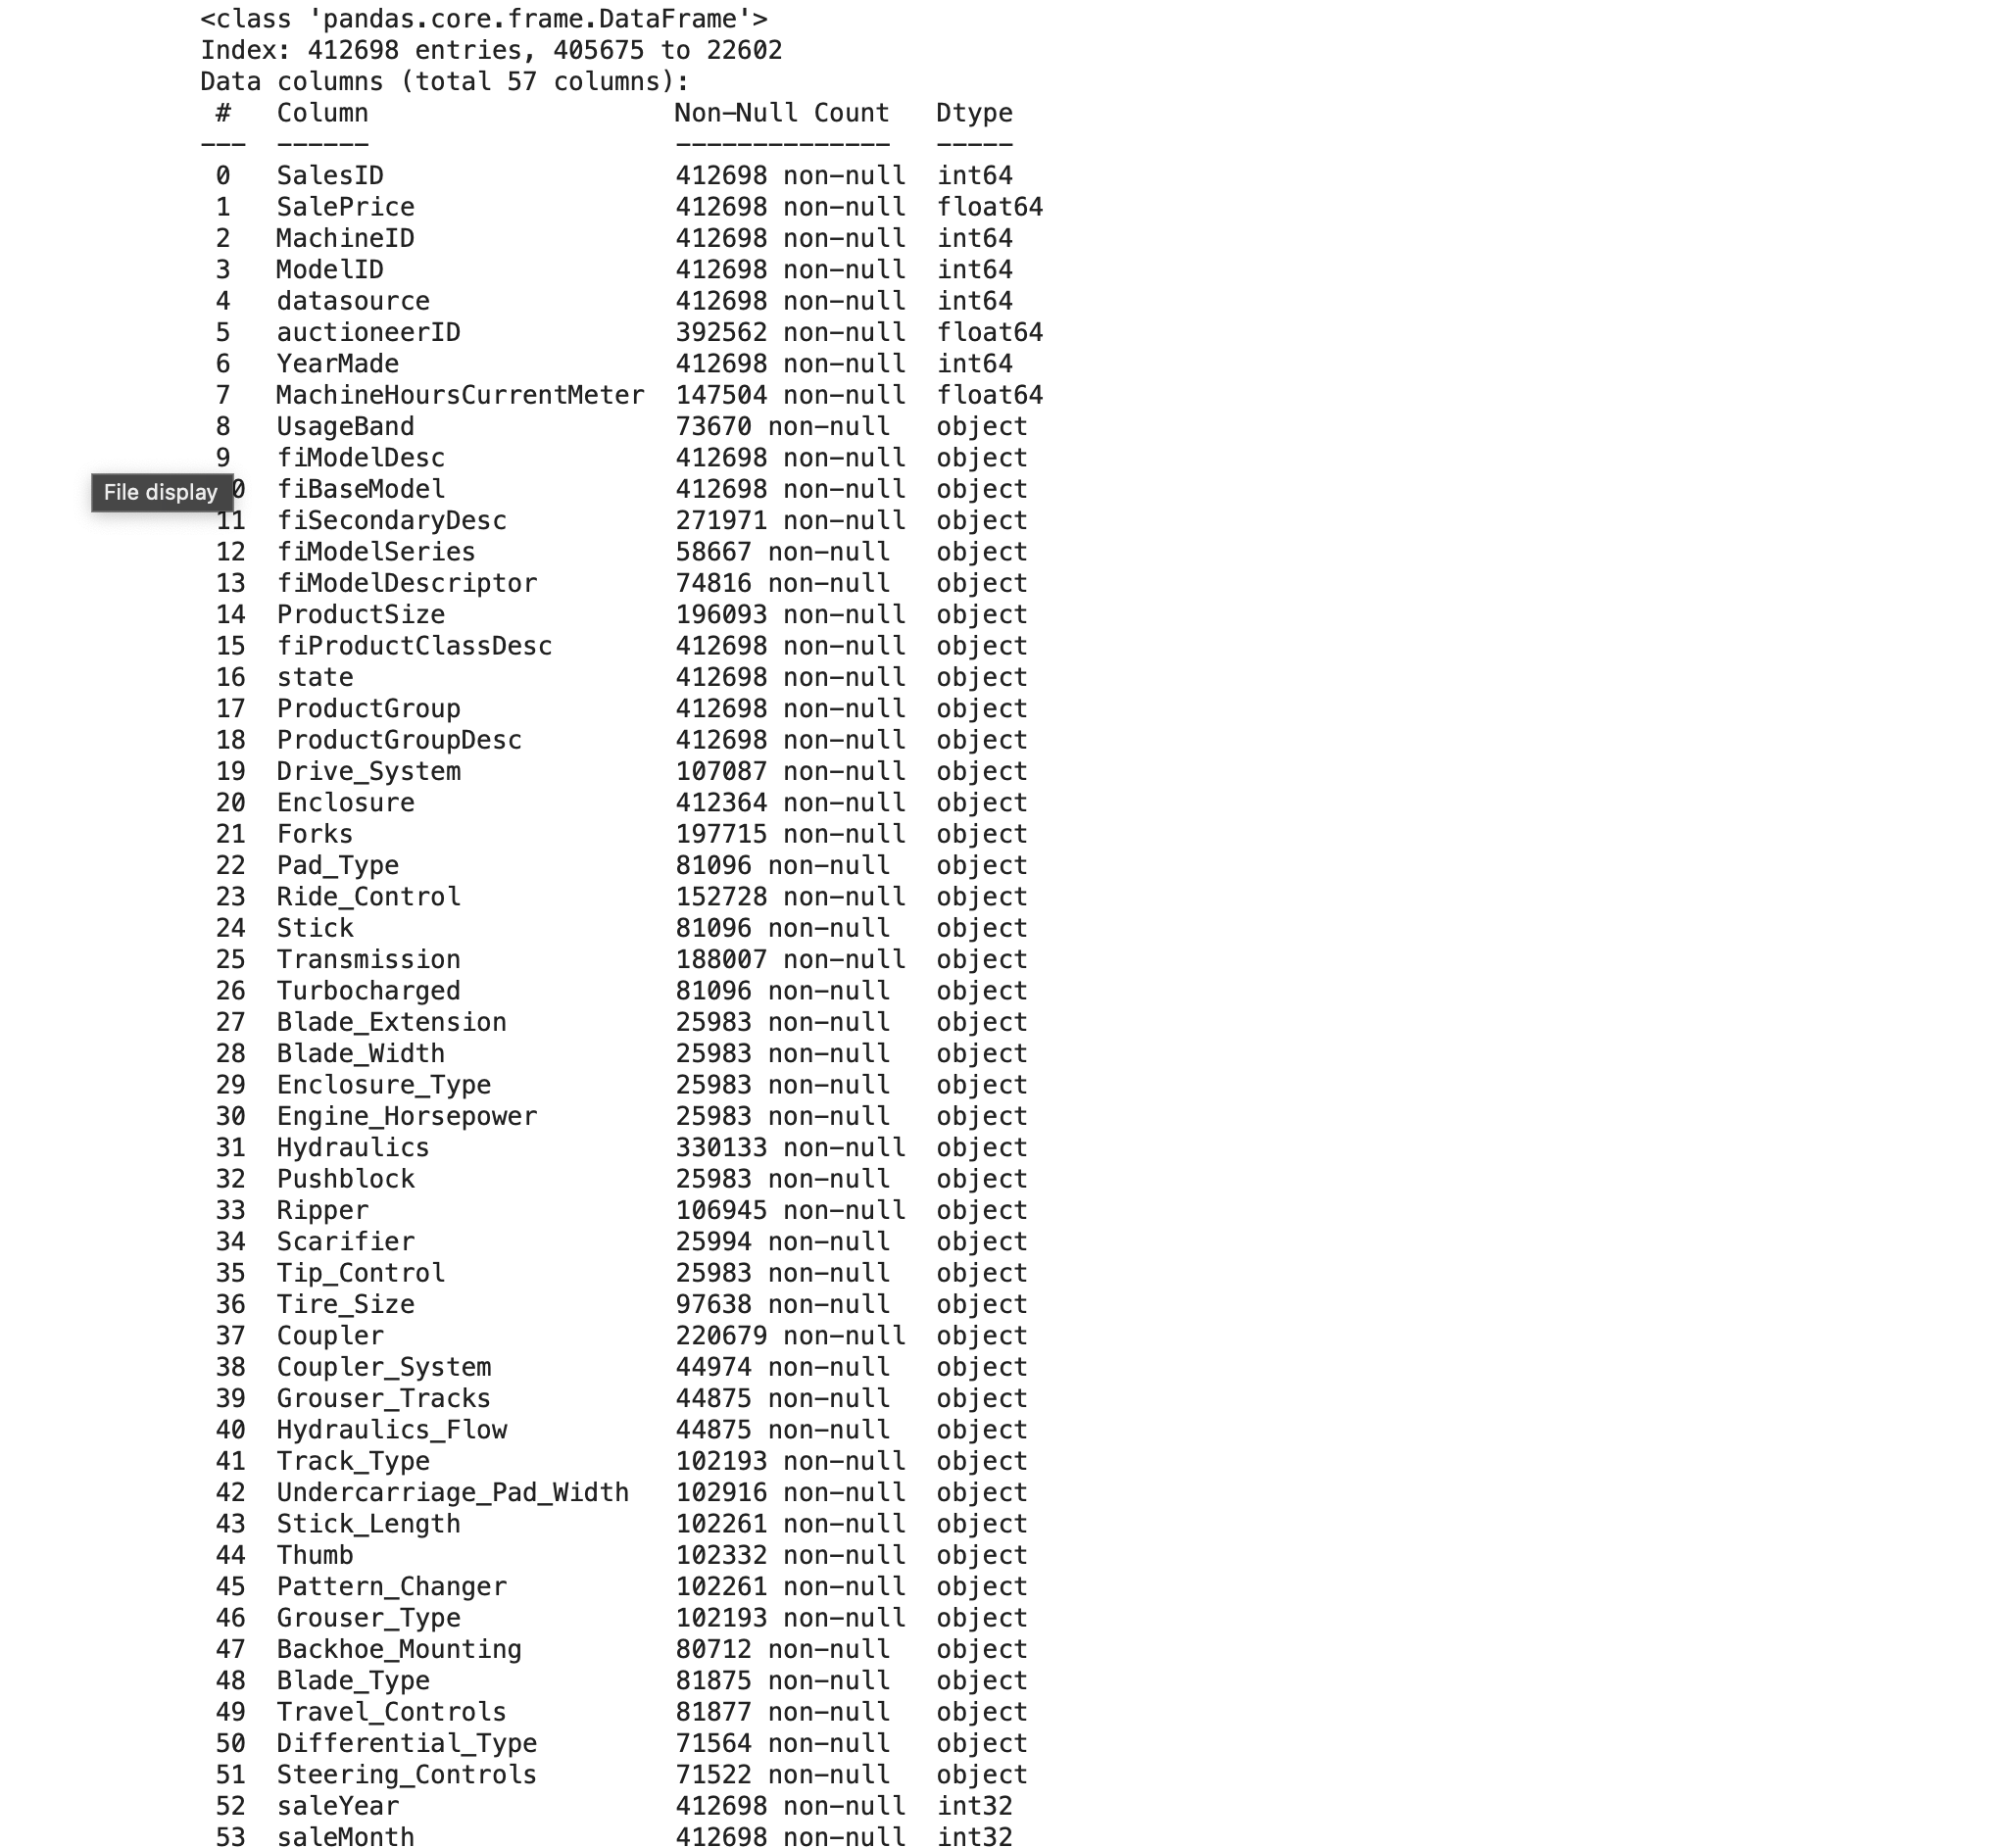 <class 'pandas.core.frame.DataFrame'>
Index: 412698 entries, 405675 to 22602
Data columns (total 57 columns):
 #   Column                    Non-Null Count   Dtype
---  ------                    --------------   -----
 0   SalesID                   412698 non-null  int64
 1   SalePrice                 412698 non-null  float64
 2   MachineID                 412698 non-null  int64
 3   ModelID                   412698 non-null  int64
 4   datasource                412698 non-null  int64
 5   auctioneerID              392562 non-null  float64
 6   YearMade                  412698 non-null  int64
 7   MachineHoursCurrentMeter  147504 non-null  float64
 8   UsageBand                 73670 non-null   object
 9   fiModelDesc               412698 non-null  object
File display
0  fiBaseModel               412698 non-null  object
 11  fiSecondaryDesc           271971 non-null  object
 12  fiModelSeries             58667 non-null   object
 13  fiModelDescriptor         74816 non-null   object
 14  ProductSize               196093 non-null  object
 15  fiProductClassDesc        412698 non-null  object
 16  state                     412698 non-null  object
 17  ProductGroup              412698 non-null  object
 18  ProductGroupDesc          412698 non-null  object
 19  Drive_System              107087 non-null  object
 20  Enclosure                 412364 non-null  object
 21  Forks                     197715 non-null  object
 22  Pad_Type                  81096 non-null   object
 23  Ride_Control              152728 non-null  object
 24  Stick                     81096 non-null   object
 25  Transmission              188007 non-null  object
 26  Turbocharged              81096 non-null   object
 27  Blade_Extension           25983 non-null   object
 28  Blade_Width               25983 non-null   object
 29  Enclosure_Type            25983 non-null   object
 30  Engine_Horsepower         25983 non-null   object
 31  Hydraulics                330133 non-null  object
 32  Pushblock                 25983 non-null   object
 33  Ripper                    106945 non-null  object
 34  Scarifier                 25994 non-null   object
 35  Tip_Control               25983 non-null   object
 36  Tire_Size                 97638 non-null   object
 37  Coupler                   220679 non-null  object
 38  Coupler_System            44974 non-null   object
 39  Grouser_Tracks            44875 non-null   object
 40  Hydraulics_Flow           44875 non-null   object
 41  Track_Type                102193 non-null  object
 42  Undercarriage_Pad_Width   102916 non-null  object
 43  Stick_Length              102261 non-null  object
 44  Thumb                     102332 non-null  object
 45  Pattern_Changer           102261 non-null  object
 46  Grouser_Type              102193 non-null  object
 47  Backhoe_Mounting          80712 non-null   object
 48  Blade_Type                81875 non-null   object
 49  Travel_Controls           81877 non-null   object
 50  Differential_Type         71564 non-null   object
 51  Steering_Controls         71522 non-null   object
 52  saleYear                  412698 non-null  int32
 53  saleMonth                 412698 non-null  int32